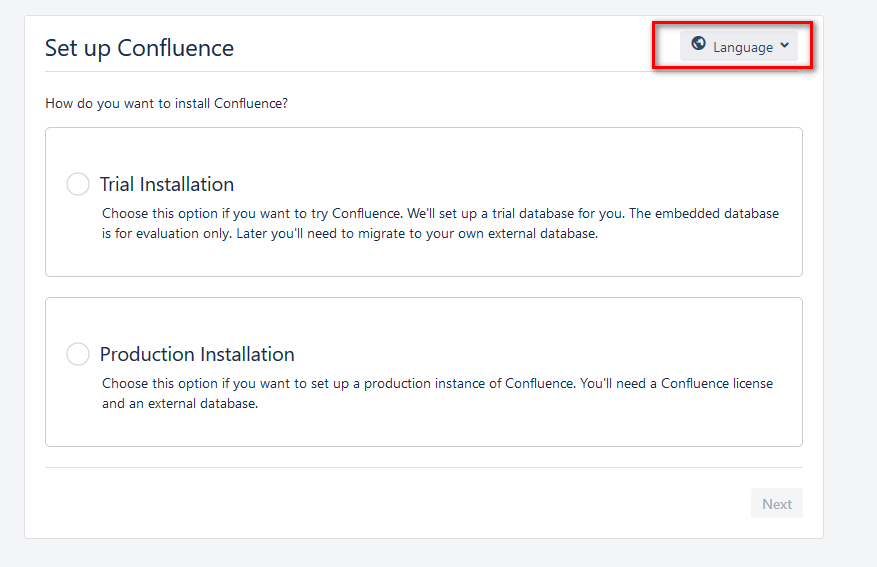 Set up Confluence
Language
How do you want to install Confluence?
Trial Installation
Choose this option if you want to try Confluence. We'll set up a trial database for you. The embedded database
is for evaluation only. Later you'll need to migrate to your own external database.
Production Installation
Choose this option if you want to set up a production instance of Confluence. You'll need a Confluence license
and an external database.
Next